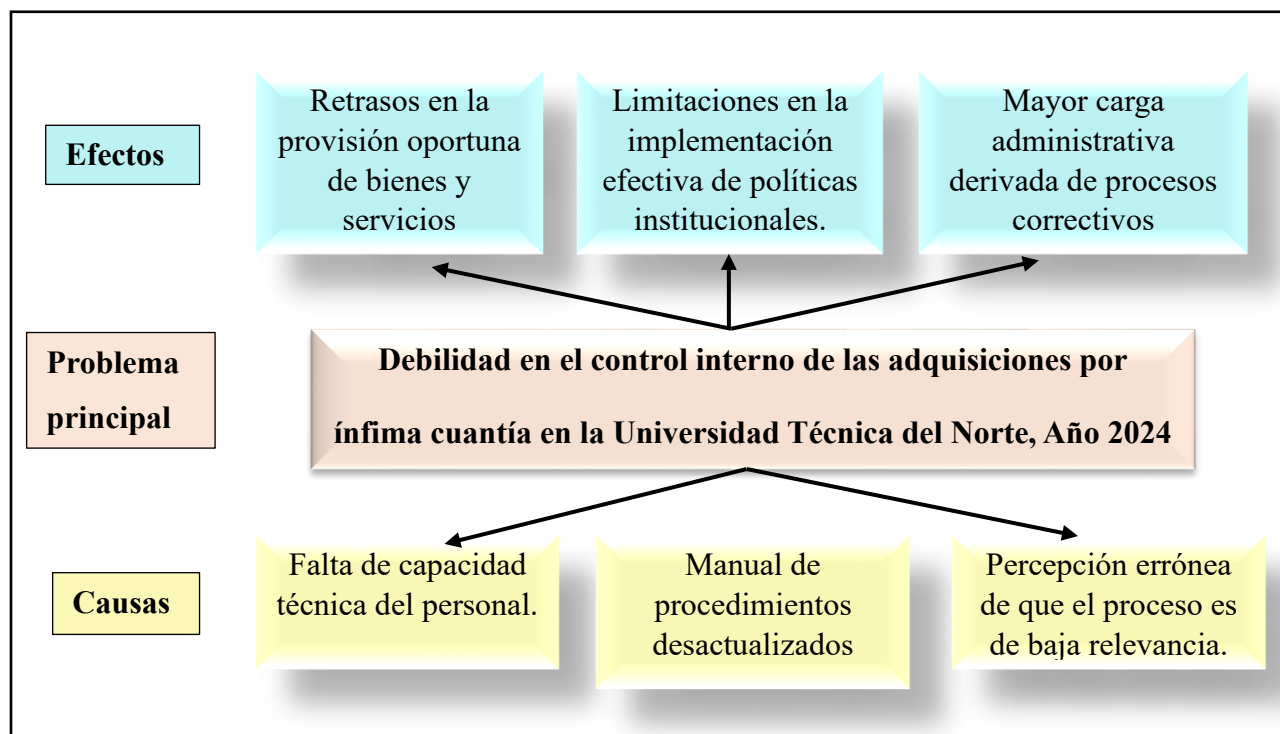 Efectos
Retrasos en la
provisión oportuna
de bienes y
servicios
Limitaciones en la
implementación
efectiva de políticas
institucionales.
Mayor carga
administrativa
derivada de procesos
correctivos
Problema
principal
Debilidad en el control interno de las adquisiciones por
ínfima cuantía en la Universidad Técnica del Norte, Año 2024
Causas
Falta de capacidad
técnica del personal.
Manual de
procedimientos
desactualizados
Percepción errónea
de que el proceso es
de baja relevancia.